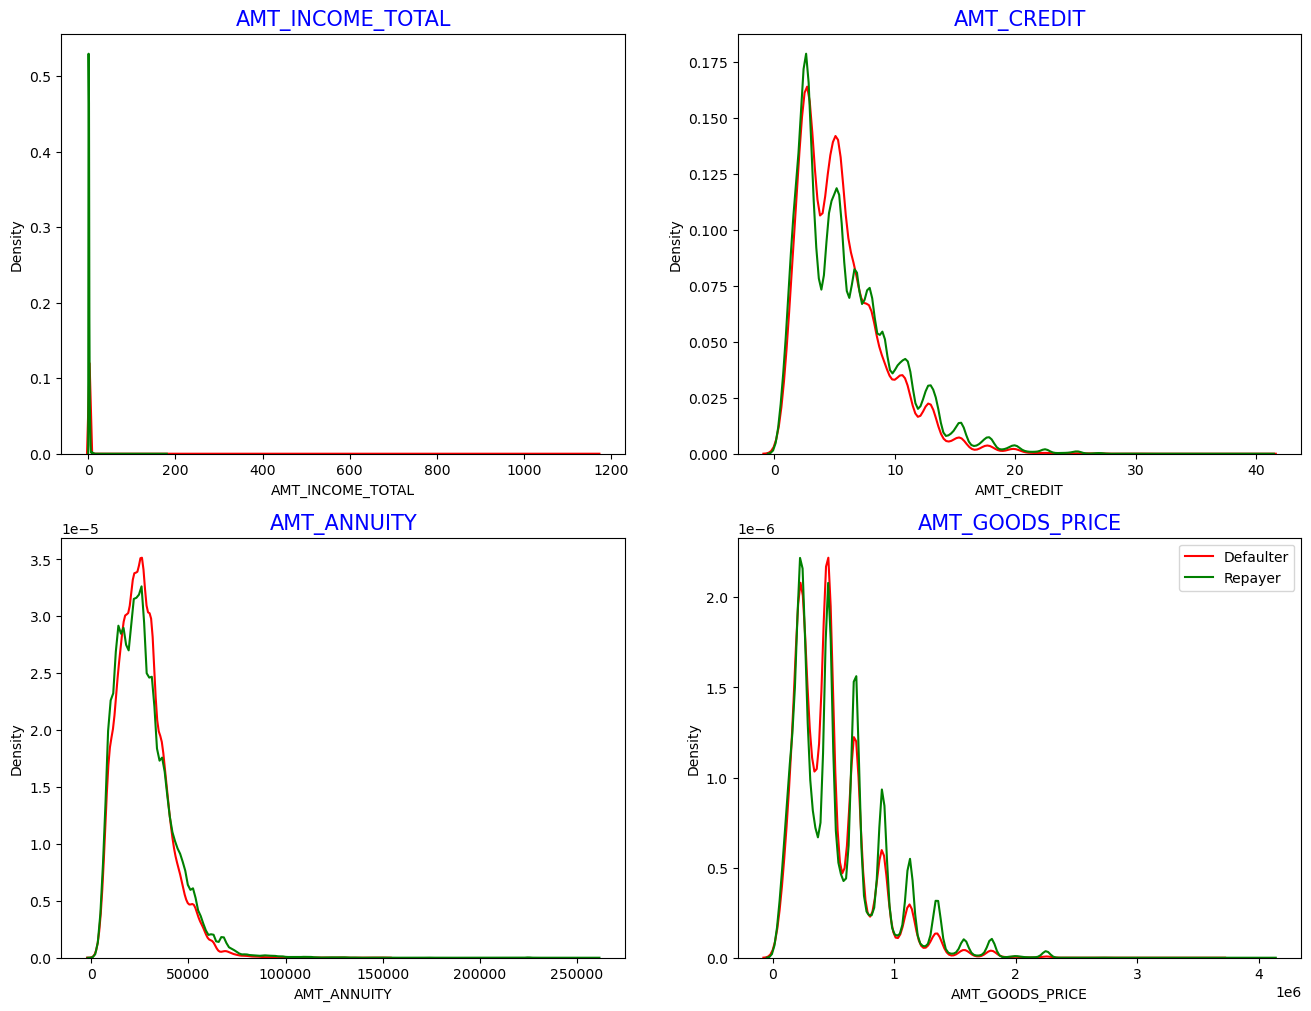 AMT_INCOME_TOTAL
Density
0.5
0.4
0.3
0.2
0.1
0.0
0 200 400 600 800 1000 1200
AMT_INCOME_TOTAL
AMT_CREDIT
Density
0.175
0.150
0.125
0.100
0.075
0.050
0.025
0.000
0 10 20 30 40
AMT_CREDIT
1e−5
AMT_ANNUITY
Density
3.5
3.0
2.5
2.0
1.5
1.0
0.5
0.0
0 50000 100000 150000 200000 250000
AMT_ANNUITY
1e−6
AMT_GOODS_PRICE
Defaulter
Repayer
Density
2.0
1.5
1.0
0.5
0.0
0 1 2 3 4
1e6
AMT_GOODS_PRICE